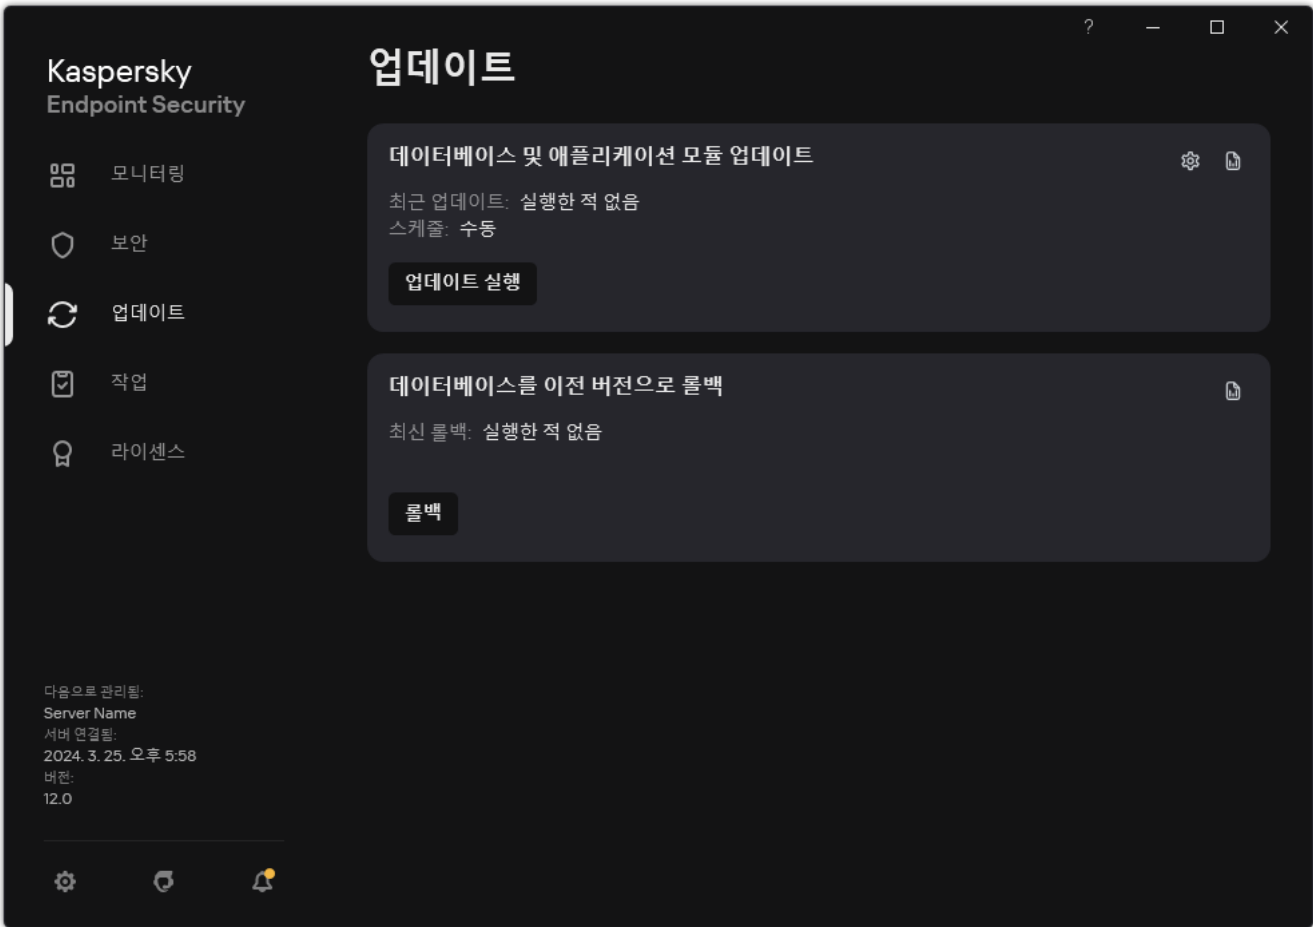 ?
Kaspersky
Endpoint Security
모니터링
보안
업데이트
작업
라이센스
다음으로 관리됨:
Server Name
서버 연결됨:
2024. 3. 25. 오후 5:58
버전:
12.0
업데이트
데이터베이스 및 애플리케이션 모듈 업데이트
최근 업데이트: 실행한 적 없음
스케줄: 수동
업데이트 실행
데이터베이스를 이전 버전으로 롤백
최신 롤백: 실행한 적 없음
롤백